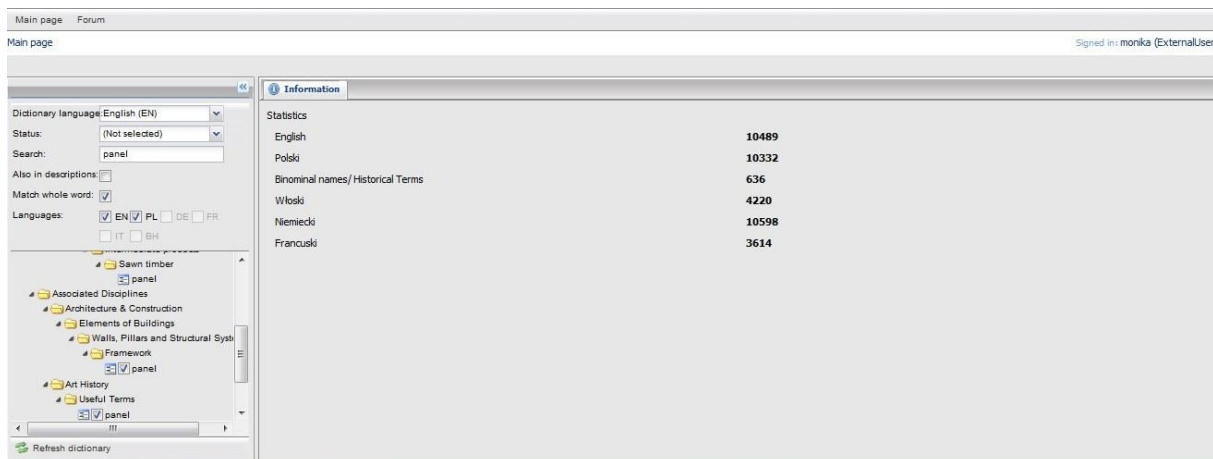 Main page Forum
Main page
Signed in: monika (ExternalUser
Information
Dictionary language: English (EN)
Status: (Not selected)
Search: panel
Also in descriptions:
Match whole word:
Languages: EN PL DE FR
IT BH
Intermediate products
Sawn timber
panel
Associated Disciplines
Architecture & Construction
Elements of Buildings
Walls, Pillars and Structural Syste
Framework
panel
Art History
Useful Terms
panel
Refresh dictionary
Statistics
English 10489
Polski 10332
Binominal names/Historical Terms 636
Włoski 4220
Niemiecki 10598
Francuski 3614